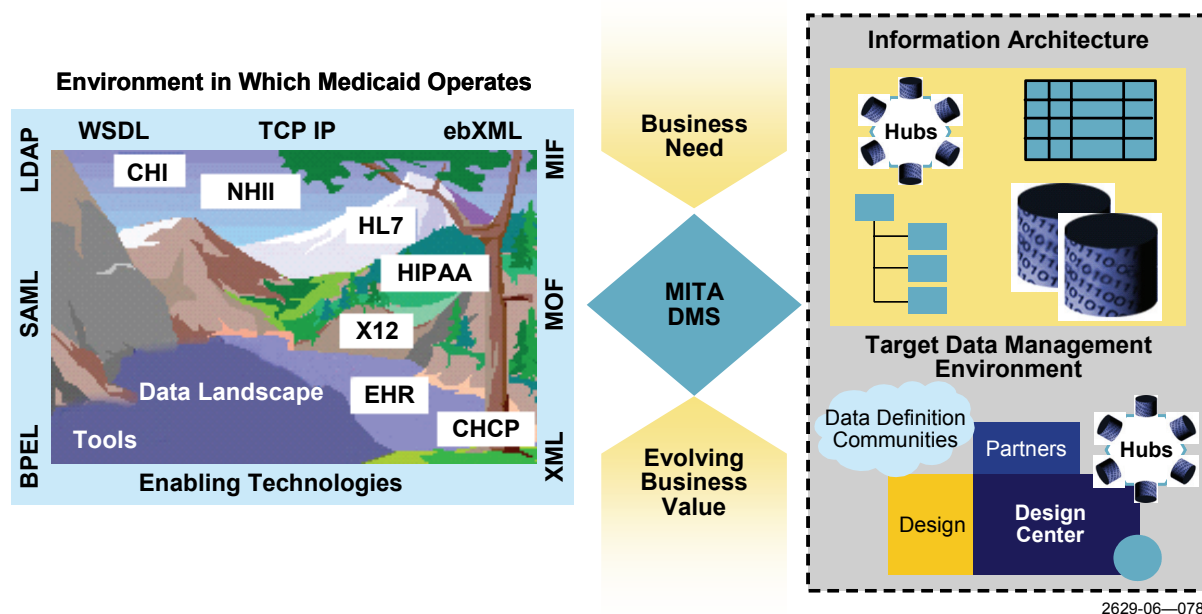 Environment in Which Medicaid Operates
WSDL TCP IP ebXML
LDAP
SAML
BPEL
MIF
MOF
XML
CHI
NHII
HL7
HIPAA
X12
Data Landscape
EHR
CHCP
Tools
Enabling Technologies
Business
Need
MITA
DMS
Evolving
Business
Value
Information Architecture
Hubs
Target Data Management
Environment
Data Definition
Communities
Partners
Hubs
Design
Design
Center
2629-06—078